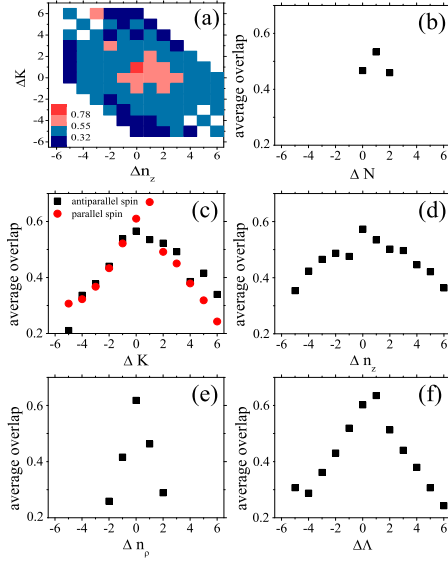 (a)
ΔK
6
4
2
0
-2
-4
-6
0.78
0.55
0.32
-6 -4 -2 0 2 4 6
Δn_z
(b)
average overlap
0.6
0.4
0.2
-6 -4 -2 0 2 4 6
Δ N
(c)
antiparallel spin
parallel spin
average overlap
0.6
0.4
0.2
-6 -4 -2 0 2 4 6
Δ K
(d)
average overlap
0.6
0.4
0.2
-6 -4 -2 0 2 4 6
Δ n_z
(e)
average overlap
0.6
0.4
0.2
-6 -4 -2 0 2 4 6
Δ n_ρ
(f)
average overlap
0.6
0.4
0.2
-6 -4 -2 0 2 4 6
ΔΛ